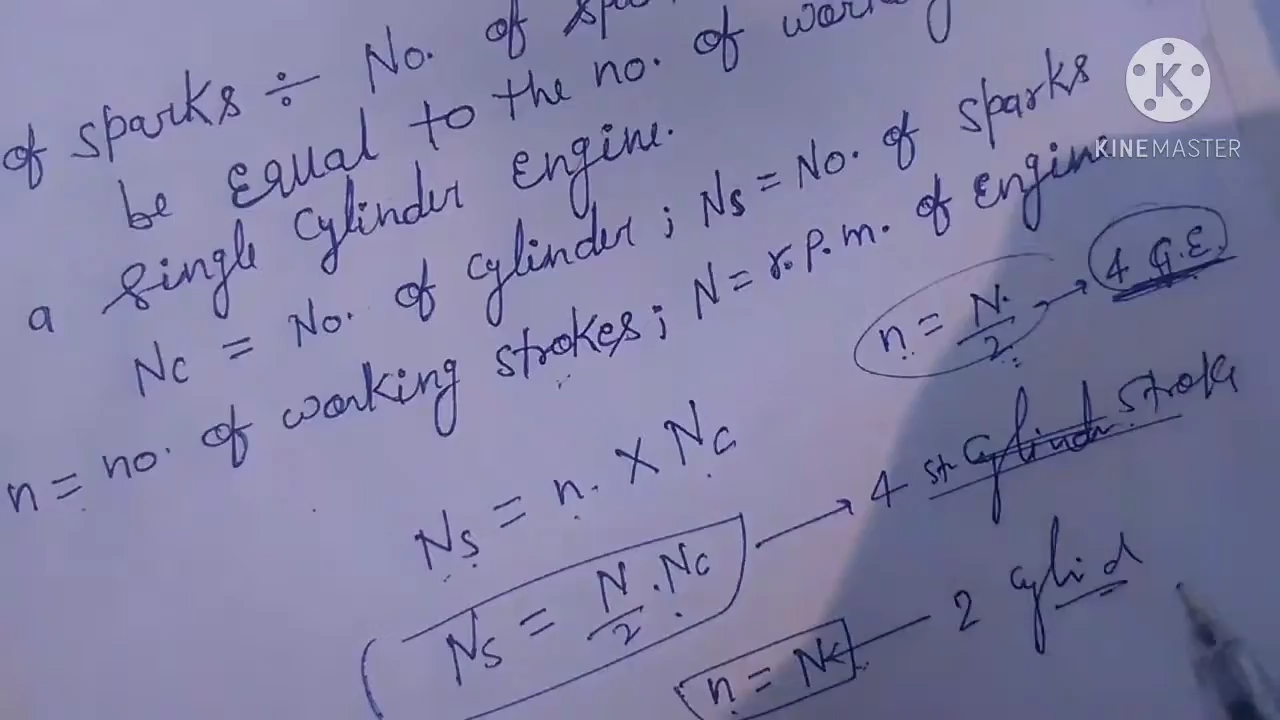 of sparks ÷ No. of
be Equal to the no. of
a single cylinder Engine.
Nc = No. of cylinder ; Ns = No. of sparks
n = no. of working strokes ; N = r.p.m. of Engine
n = N/2 → 4 G.E.
Ns = n. × Nc
Ns = N/2 . Nc → 4 st stroke
n = N ← 2 cylid
K
KINEMASTER